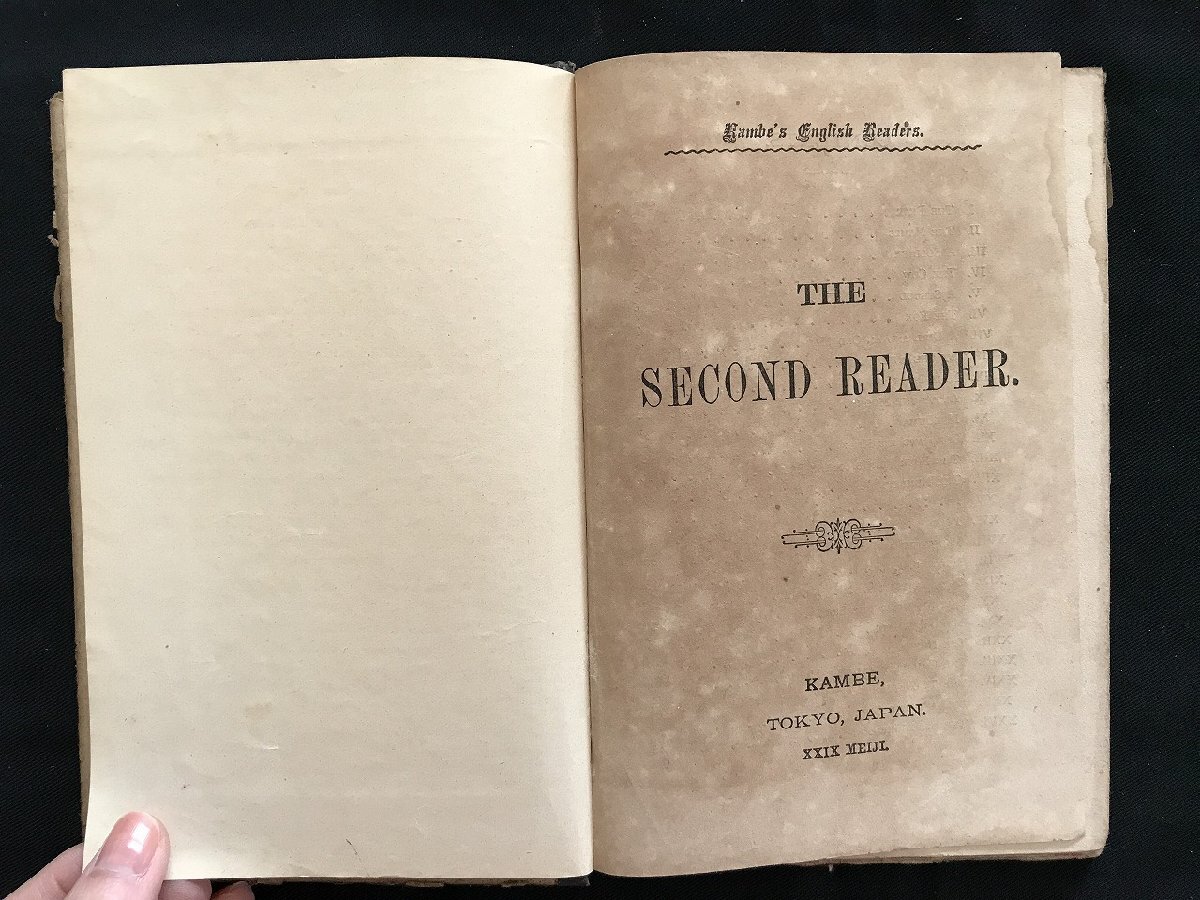 Kambe's English Readers.
THE
SECOND READER.
KAMBE,
TOKYO, JAPAN.
XXIX MEIJI.